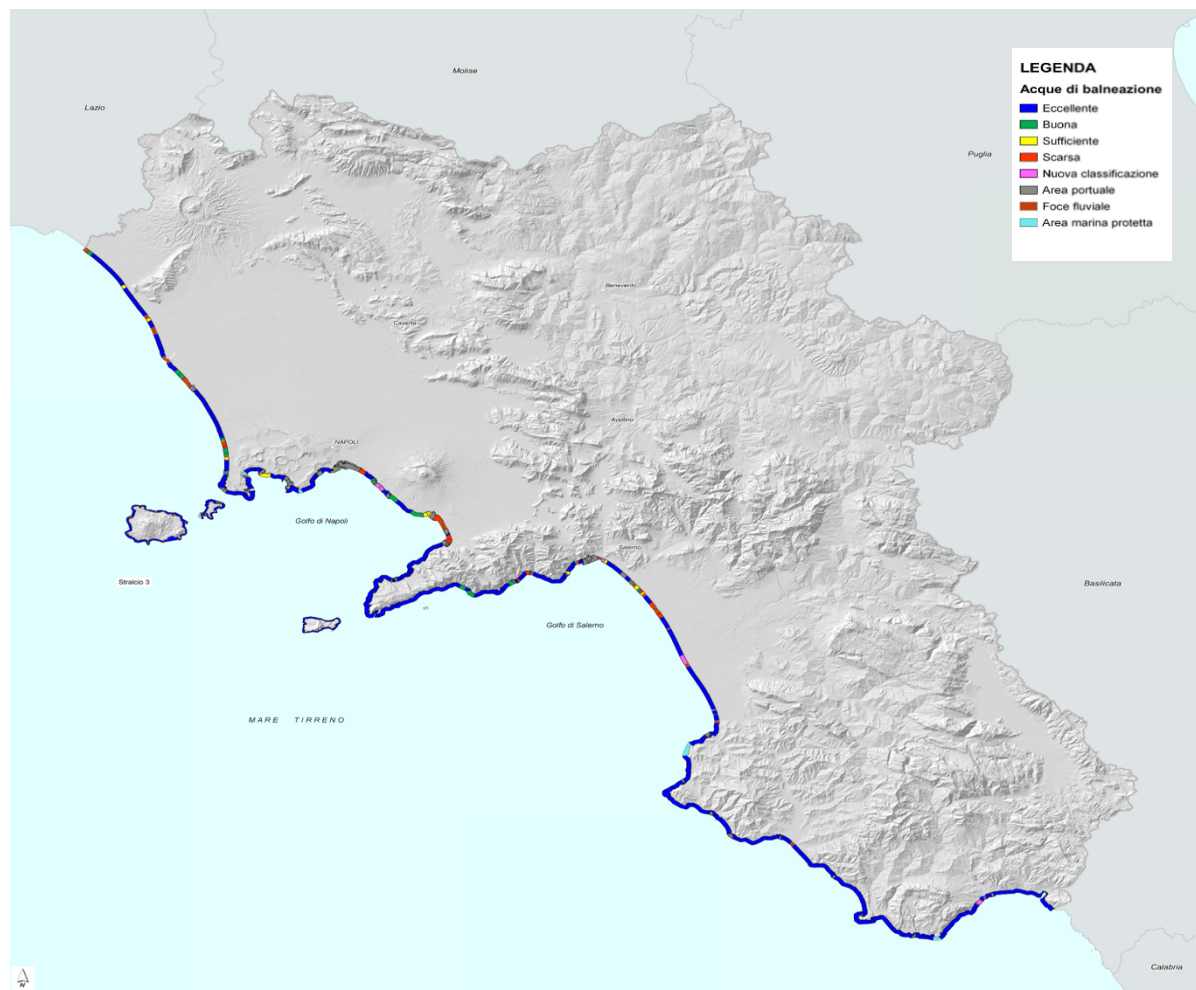 Molise
Lazio
LEGENDA
Acque di balneazione
Eccellente
Buona
Sufficiente
Scarsa
Nuova classificazione
Area portuale
Foce fluviale
Area marina protetta
Puglia
Benevento
Caserta
Avellino
NAPOLI
Golfo di Napoli
Salerno
Stralcio 3
Basilicata
Golfo di Salerno
MARE TIRRENO
Calabria
N